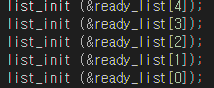 list_init (&ready_list[4]);
list_init (&ready_list[3]);
list_init (&ready_list[2]);
list_init (&ready_list[1]);
list_init (&ready_list[0]);